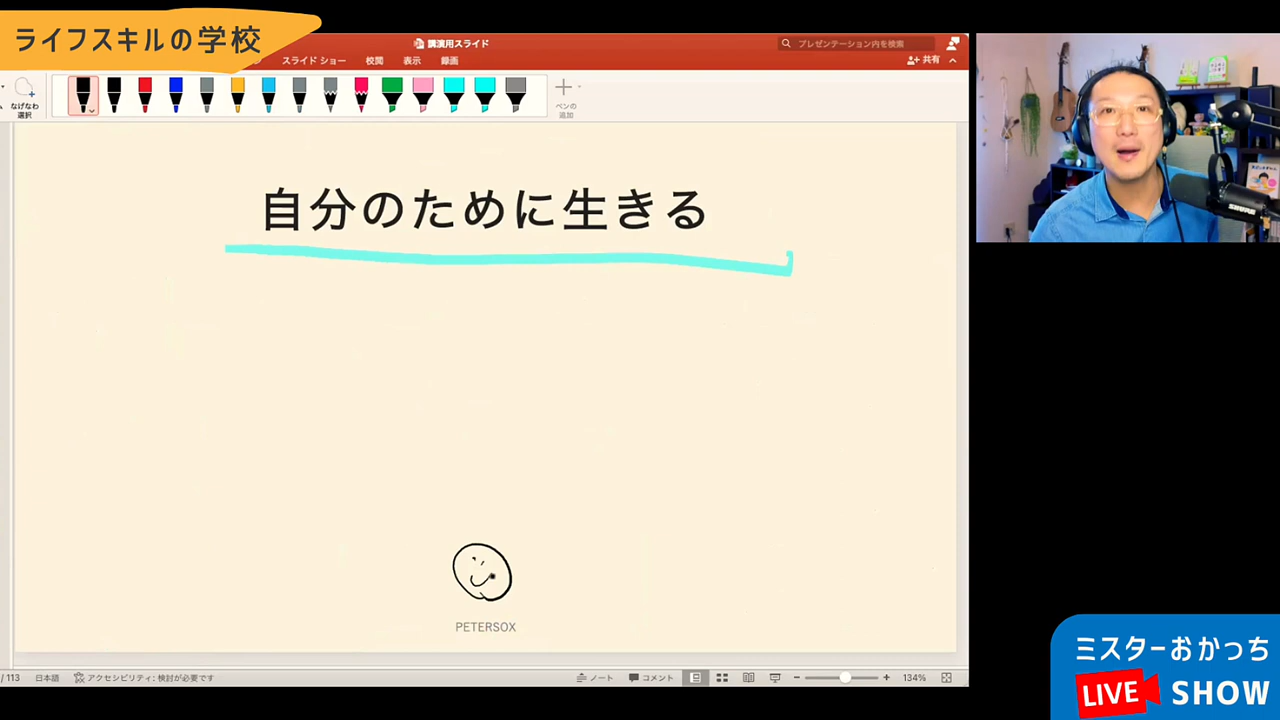 ライフスキルの学校
講演用スライド
プレゼンテーション内を検索
スライド ショー
校閲
表示
録画
共有
なげなわ
選択
ペンの
追加
自分のために生きる
PETERSOX
/ 113
日本語
アクセシビリティ: 検討が必要です
ノート
コメント
134%
SHURE
ミスターおかっち
LIVE SHOW